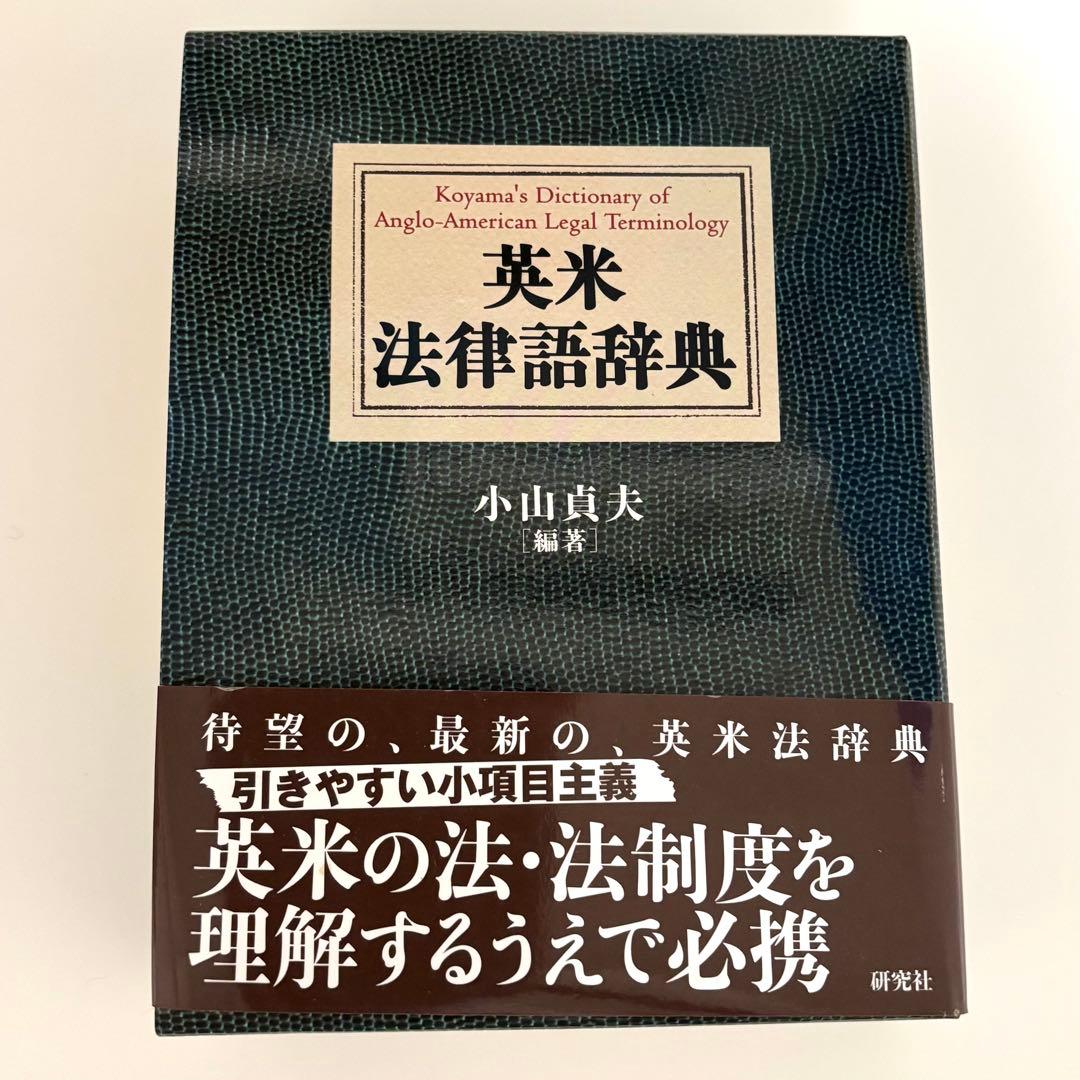 Koyama's Dictionary of
Anglo-American Legal Terminology
英米
法律語辞典
小山貞夫
[編著]
待望の、最新の、英米法辞典
引きやすい小項目主義
英米の法・法制度を
理解するうえで必携
研究社